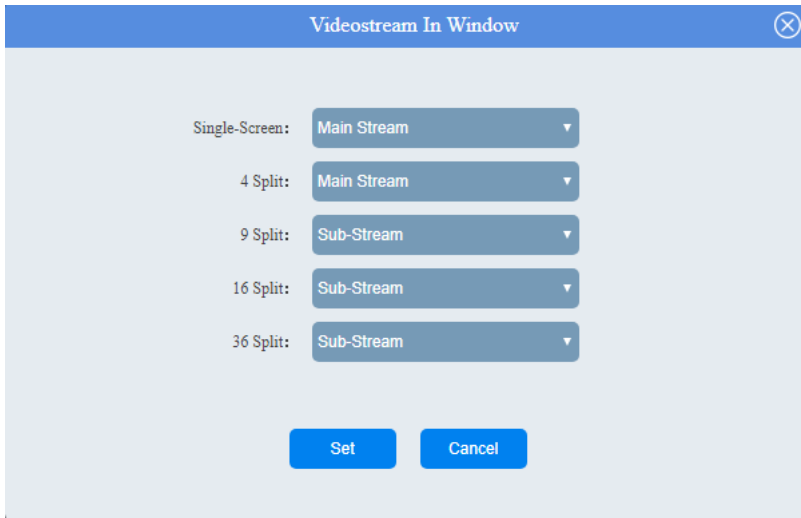 Videostream In Window
Single-Screen: Main Stream
4 Split: Main Stream
9 Split: Sub-Stream
16 Split: Sub-Stream
36 Split: Sub-Stream
Set Cancel